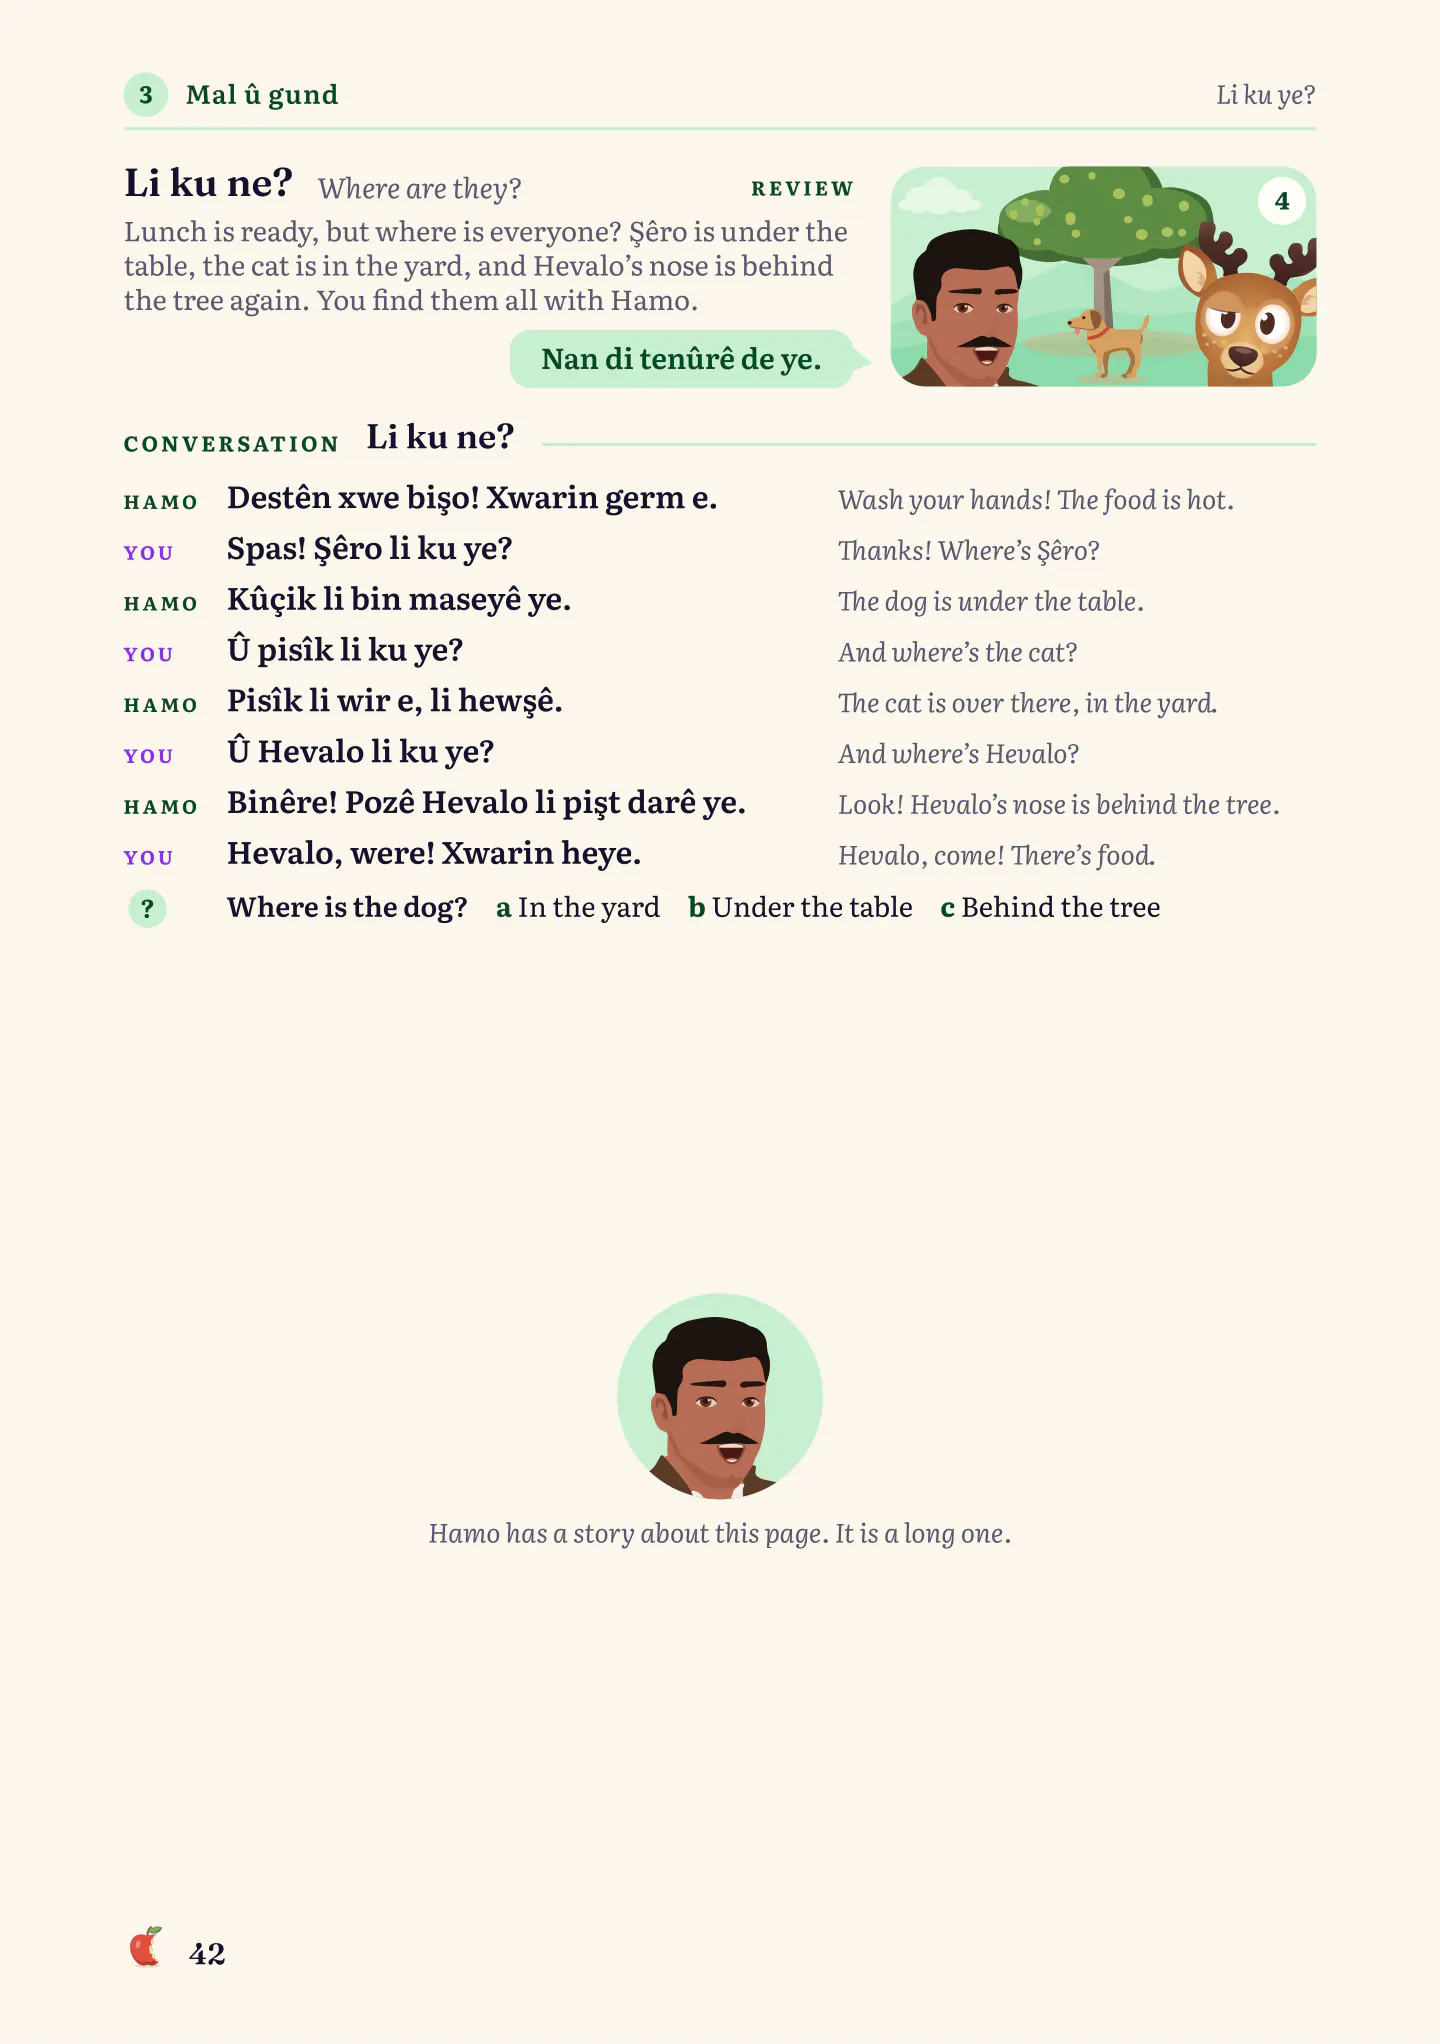 3 Mal û gund
Li ku ye?
Li ku ne? Where are they? REVIEW
Lunch is ready, but where is everyone? Şêro is under the
table, the cat is in the yard, and Hevalo’s nose is behind
the tree again. You find them all with Hamo.
Nan di tenûrê de ye.
4
CONVERSATION Li ku ne?
HAMO Destên xwe bişo! Xwarin germ e. Wash your hands! The food is hot.
YOU Spas! Şêro li ku ye? Thanks! Where’s Şêro?
HAMO Kûçik li bin maseyê ye. The dog is under the table.
YOU Û pisîk li ku ye? And where’s the cat?
HAMO Pisîk li wir e, li hewşê. The cat is over there, in the yard.
YOU Û Hevalo li ku ye? And where’s Hevalo?
HAMO Binêre! Pozê Hevalo li pişt darê ye. Look! Hevalo’s nose is behind the tree.
YOU Hevalo, were! Xwarin heye. Hevalo, come! There’s food.
? Where is the dog? a In the yard b Under the table c Behind the tree
Hamo has a story about this page. It is a long one.
42